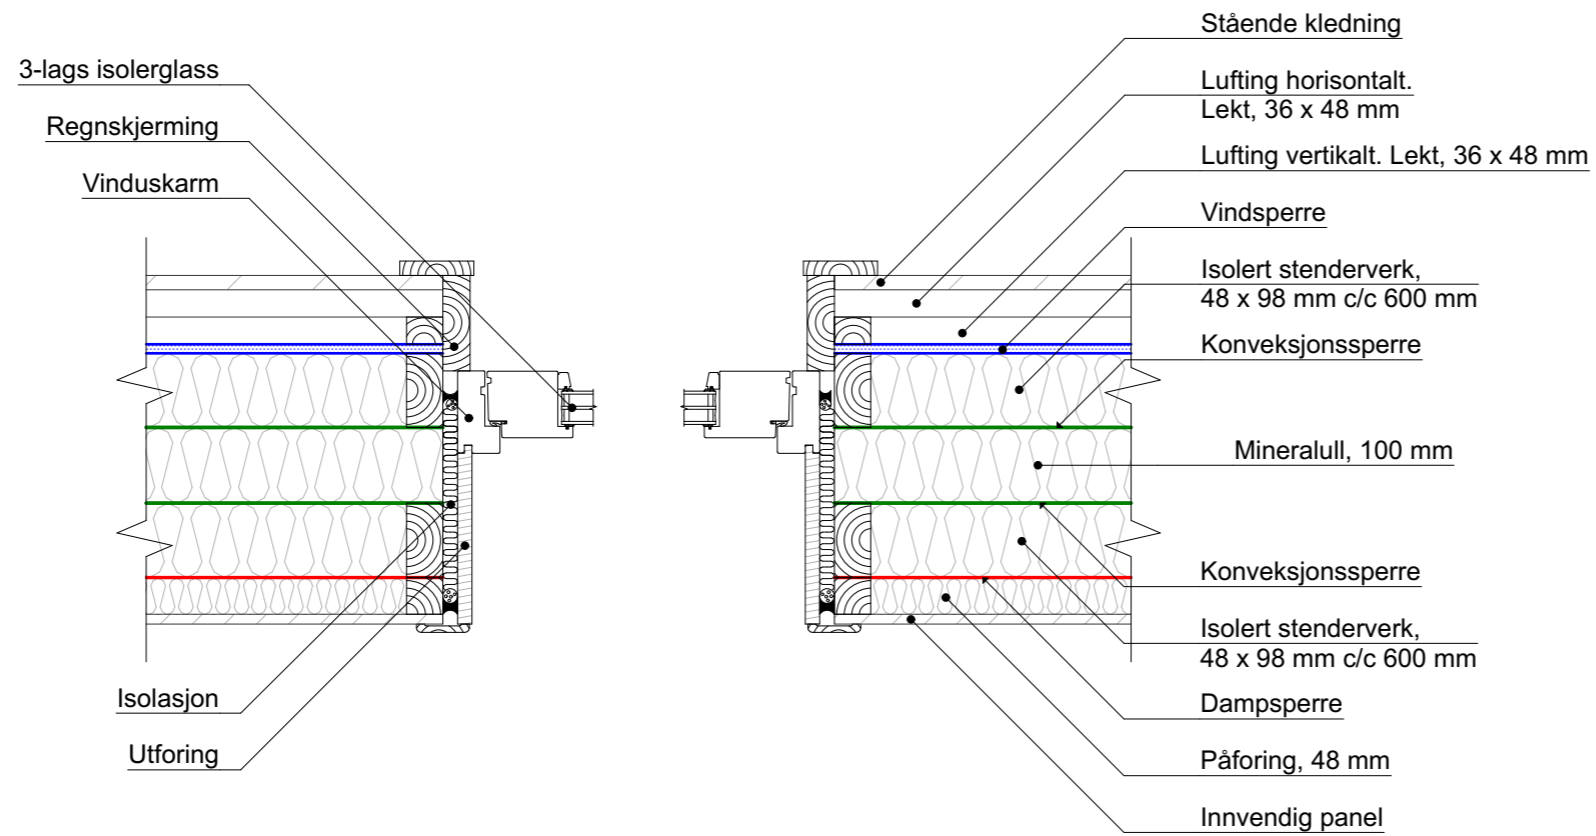 3-lags isolerglass
Regnskjerming
Vinduskarm
Isolasjon
Utforing
Stående kledning
Lufting horisontalt.
Lekt, 36 x 48 mm
Lufting vertikalt. Lekt, 36 x 48 mm
Vindsperre
Isolert stenderverk,
48 x 98 mm c/c 600 mm
Konveksjonssperre
Mineralull, 100 mm
Konveksjonssperre
Isolert stenderverk,
48 x 98 mm c/c 600 mm
Dampsperre
Påforing, 48 mm
Innvendig panel